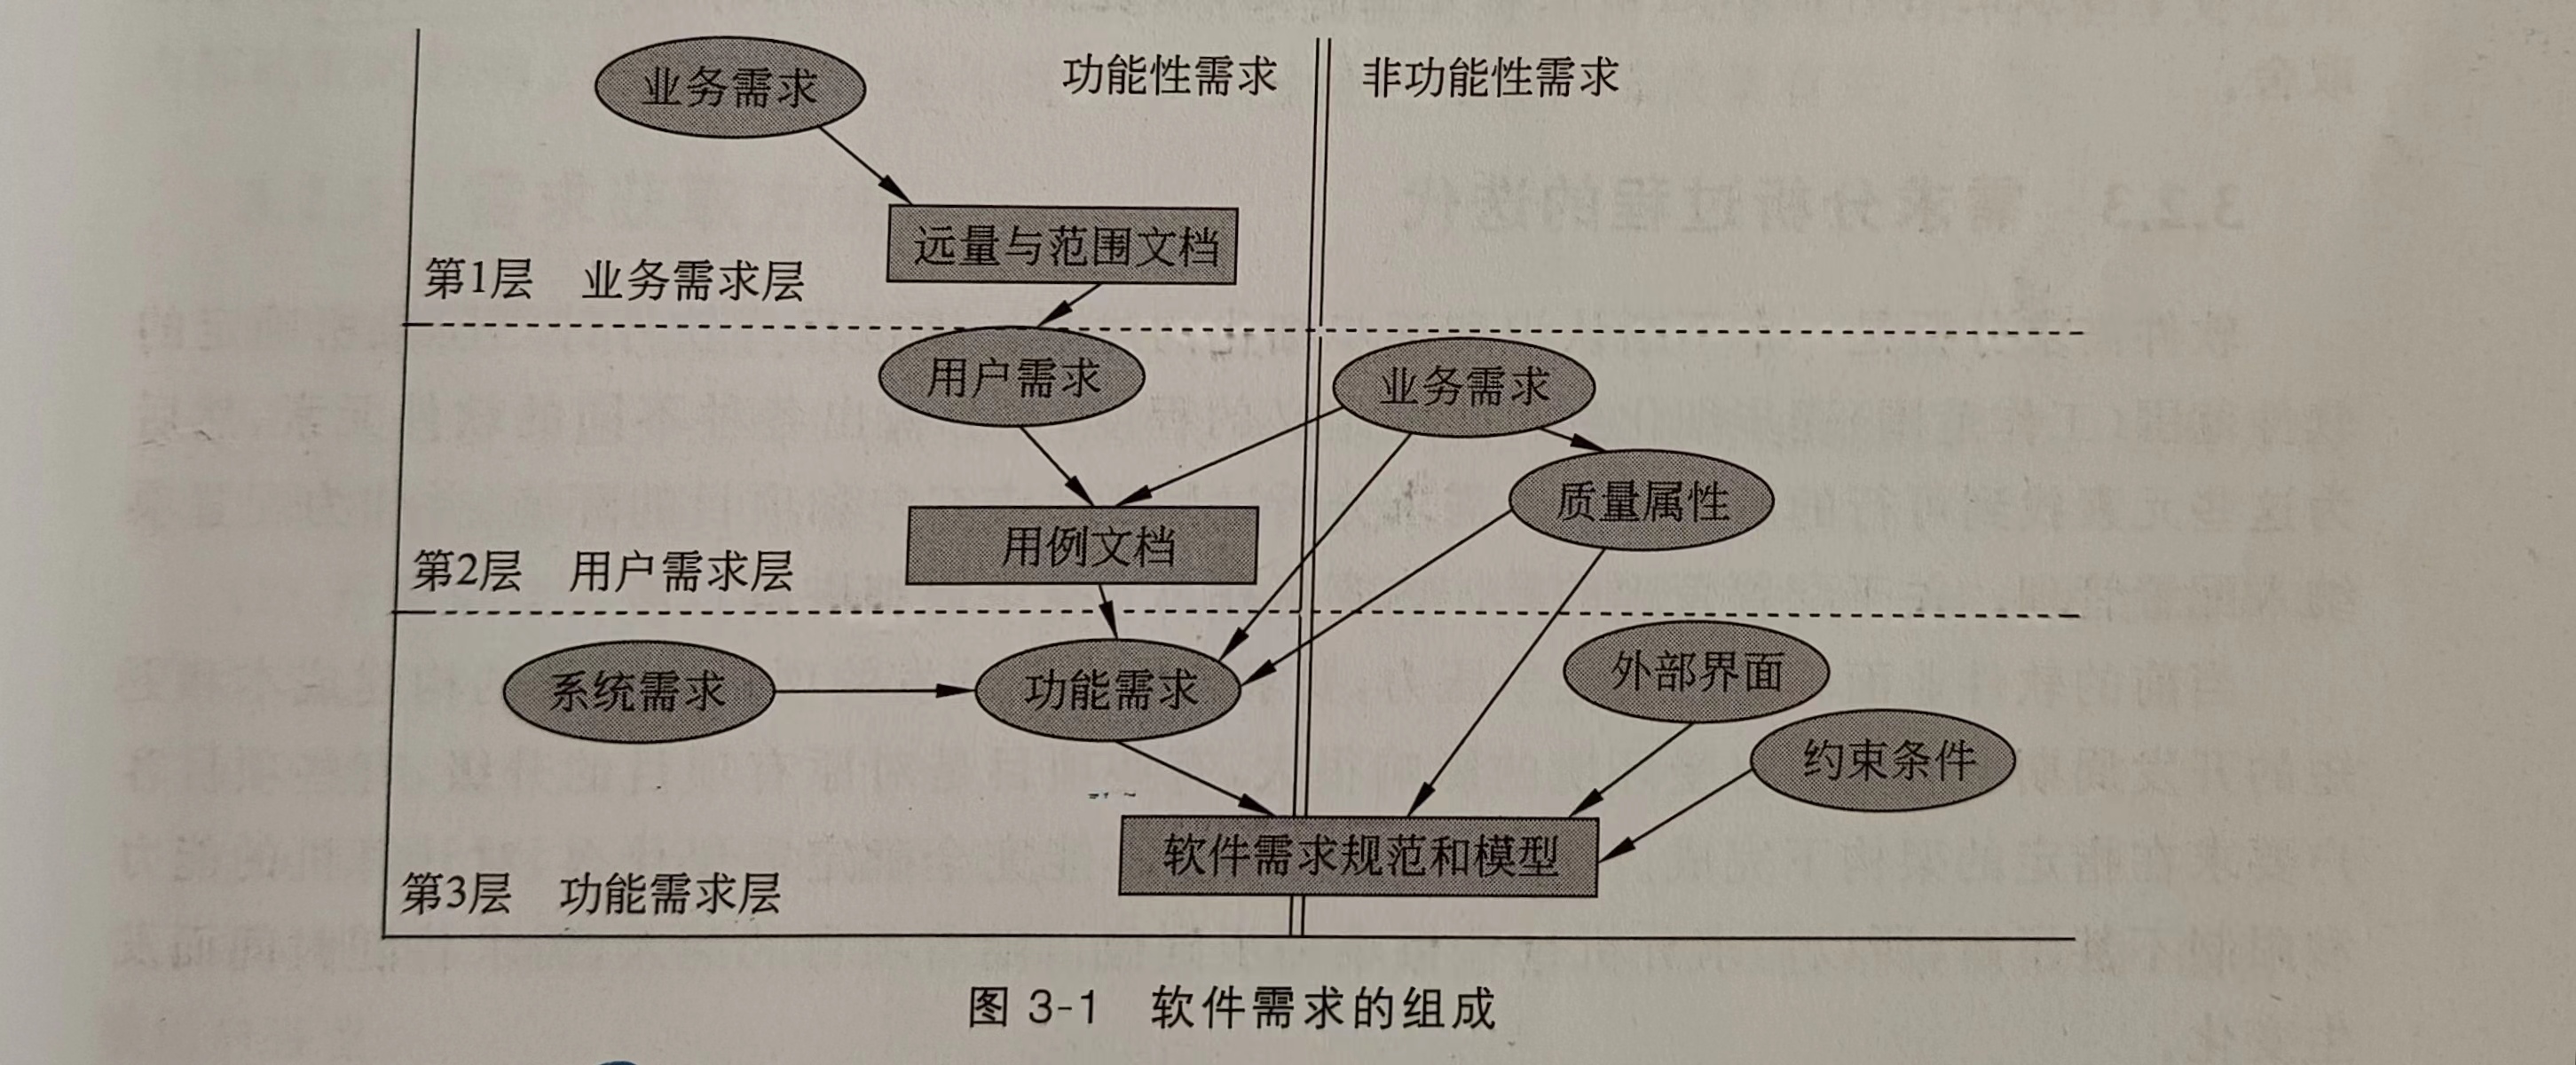 业务需求
功能性需求
非功能性需求
远量与范围文档
第1层 业务需求层
用户需求
业务需求
质量属性
用例文档
第2层 用户需求层
外部界面
系统需求
功能需求
约束条件
软件需求规范和模型
第3层 功能需求层
图 3-1 软件需求的组成